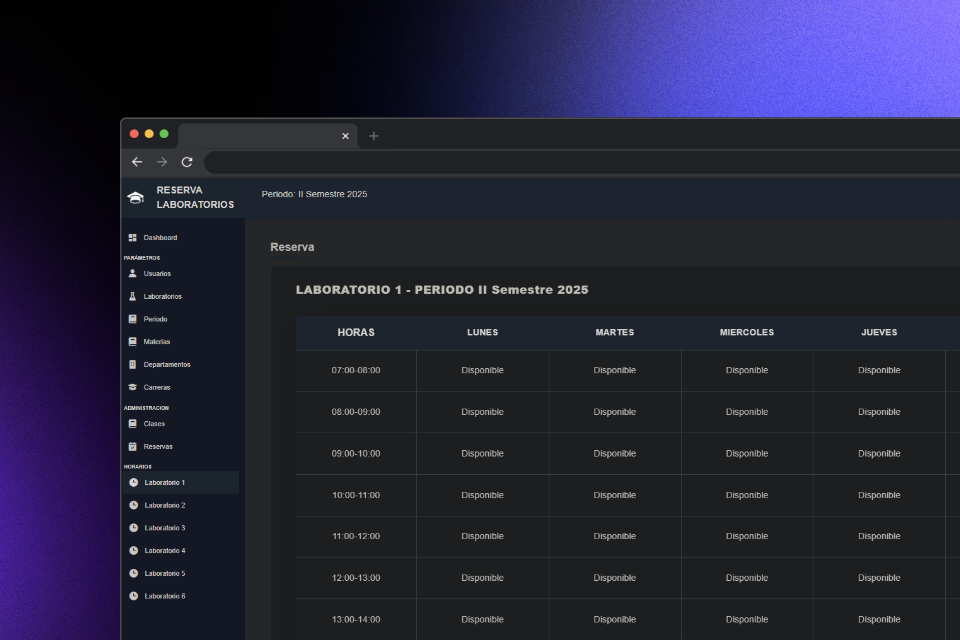 RESERVA
LABORATORIOS
Periodo: II Semestre 2025
Dashboard
PARÁMETROS
Usuarios
Laboratorios
Periodo
Materias
Departamentos
Carreras
ADMINISTRACION
Clases
Reservas
HORARIOS
Laboratorio 1
Laboratorio 2
Laboratorio 3
Laboratorio 4
Laboratorio 5
Laboratorio 6
Reserva
LABORATORIO 1 - PERIODO II Semestre 2025
HORAS LUNES MARTES MIERCOLES JUEVES
07:00-08:00 Disponible Disponible Disponible Disponible
08:00-09:00 Disponible Disponible Disponible Disponible
09:00-10:00 Disponible Disponible Disponible Disponible
10:00-11:00 Disponible Disponible Disponible Disponible
11:00-12:00 Disponible Disponible Disponible Disponible
12:00-13:00 Disponible Disponible Disponible Disponible
13:00-14:00 Disponible Disponible Disponible Disponible